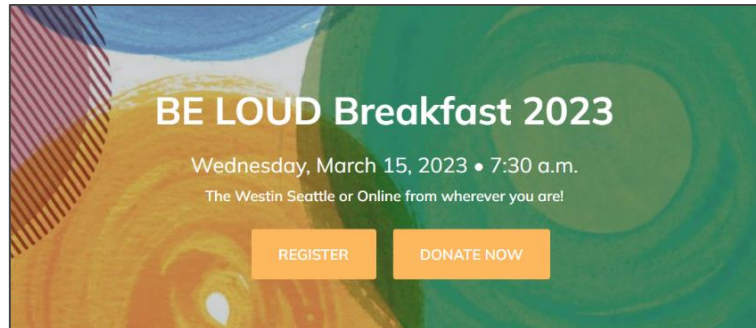 BE LOUD Breakfast 2023
Wednesday, March 15, 2023 • 7:30 a.m.
The Westin Seattle or Online from wherever you are!
REGISTER
DONATE NOW